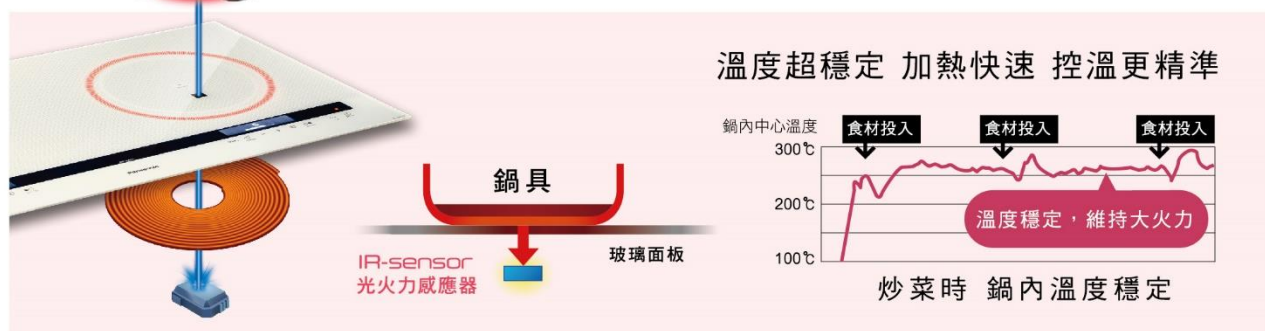 溫度超穩定 加熱快速 控溫更精準
鍋內中心溫度
食材投入
食材投入
食材投入
300℃
200℃
100℃
溫度穩定，維持大火力
炒菜時 鍋內溫度穩定
鍋具
玻璃面板
IR-sensor
光火力感應器
Panasonic